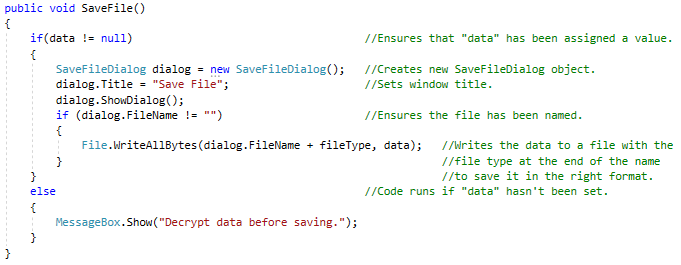 public void SaveFile()
{
if(data != null) //Ensures that "data" has been assigned a value.
{
SaveFileDialog dialog = new SaveFileDialog(); //Creates new SaveFileDialog object.
dialog.Title = "Save File"; //Sets window title.
dialog.ShowDialog();
if (dialog.FileName != "") //Ensures the file has been named.
{
File.WriteAllBytes(dialog.FileName + fileType, data); //Writes the data to a file with the
} //file type at the end of the name
} //to save it in the right format.
else //Code runs if "data" hasn't been set.
{
MessageBox.Show("Decrypt data before saving.");
}
}